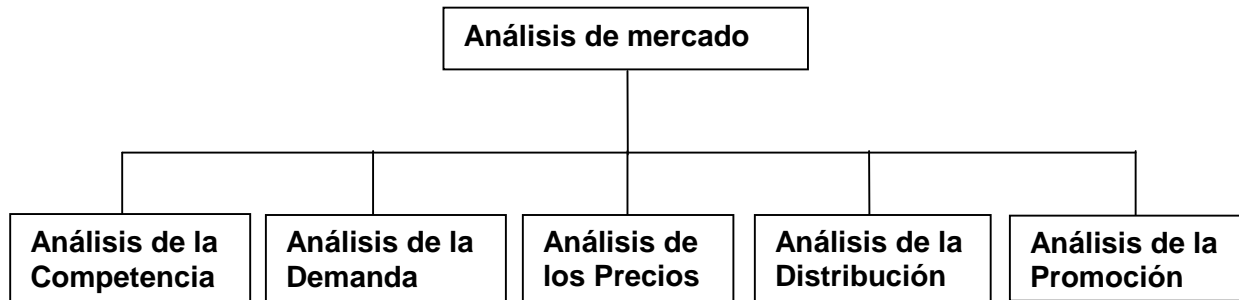 Análisis de mercado
Análisis de la
Competencia
Análisis de la
Demanda
Análisis de
los Precios
Análisis de la
Distribución
Análisis de la
Promoción